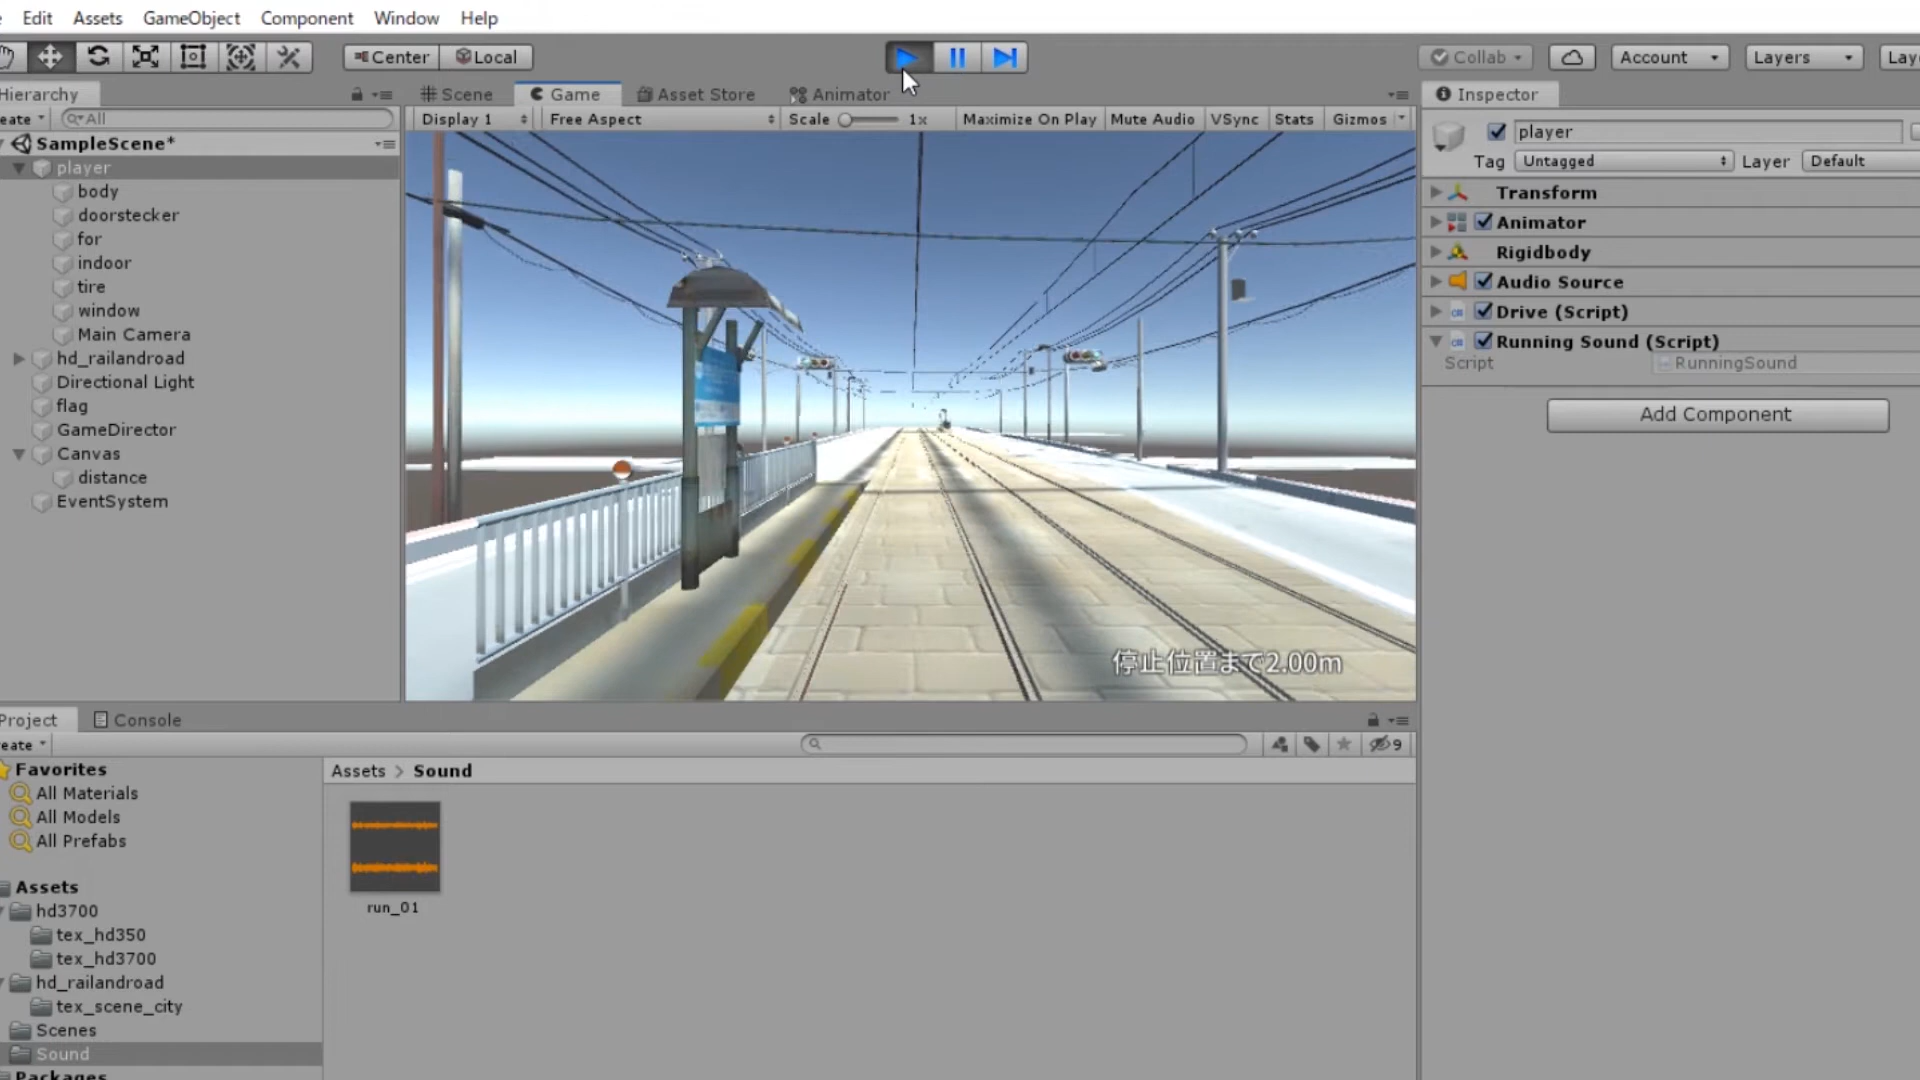 Edit Assets GameObject Component Window Help
Center Local Collab Account Layers
Hierarchy
All
SampleScene*
player
body
doorstecker
for
indoor
tire
window
Main Camera
hd_railandroad
Directional Light
flag
GameDirector
Canvas
distance
EventSystem
Scene Game Asset Store Animator
Display 1 Free Aspect Scale 1x Maximize On Play Mute Audio VSync Stats Gizmos
停止位置まで2.00m
Inspector
player
Tag Untagged Layer Default
Transform
Animator
Rigidbody
Audio Source
Drive (Script)
Running Sound (Script)
Script RunningSound
Add Component
Project Console
9
Favorites
All Materials
All Models
All Prefabs
Assets
hd3700
tex_hd350
tex_hd3700
hd_railandroad
tex_scene_city
Scenes
Sound
Packages
Assets > Sound
run_01